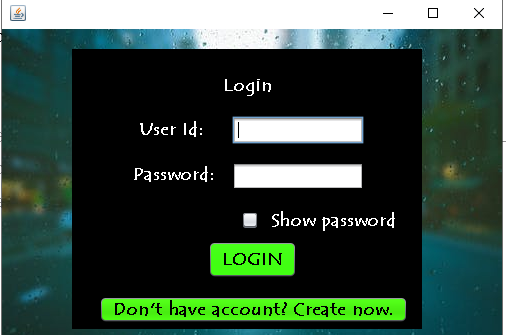 Login
User Id:
Password:
Show password
LOGIN
Don't have account? Create now.